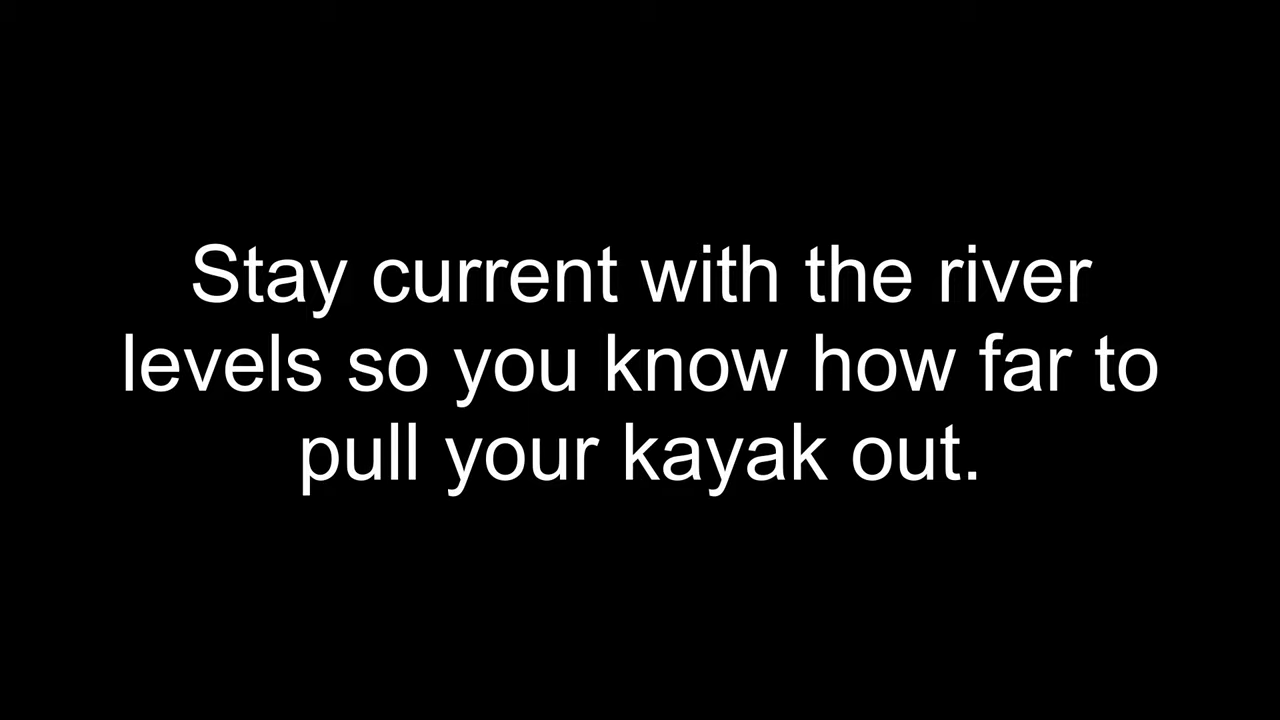 Stay current with the river
levels so you know how far to
pull your kayak out.